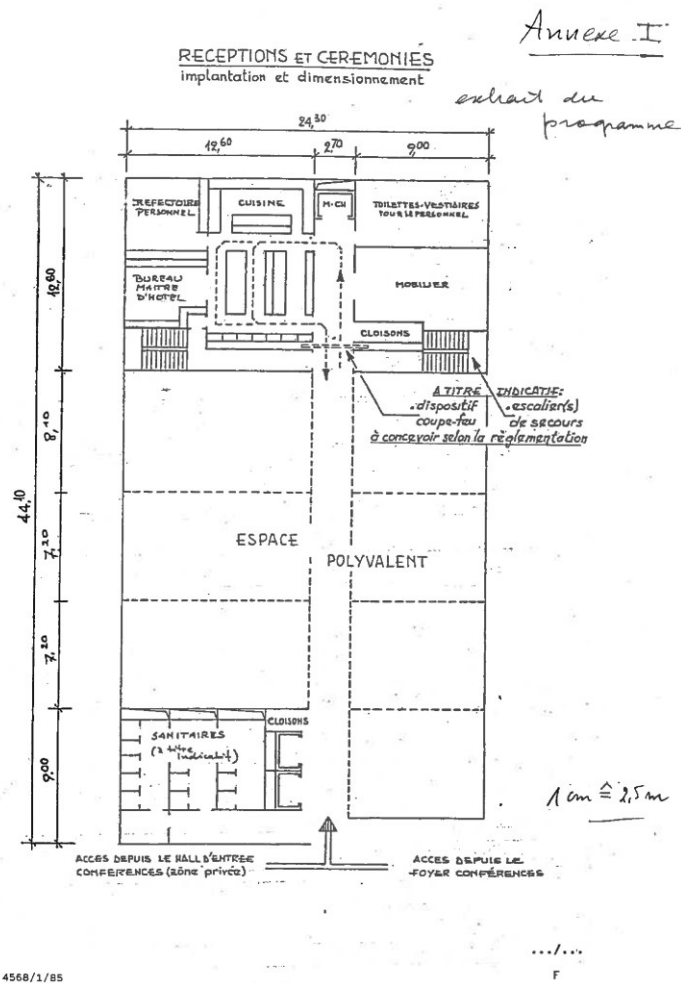 Annexe I
RECEPTIONS ET CEREMONIES
implantation et dimensionnement
extrait du
programme
24,30
12,60
2,70
9,00
REFECTOIRE
PERSONNEL
CUISINE
M-CH
TOILETTES-VESTIAIRES
POUR LE PERSONNEL
12,60
BUREAU
MAITRE
D'HOTEL
MOBILIER
CLOISONS
A TITRE INDICATIF:
.dispositif
coupe-feu
.escalier(s)
de secours
à concevoir selon la règlementation
8,10
44,10
7,20
ESPACE
POLYVALENT
7,20
CLOISONS
SANITAIRES
(à titre
indicatif)
9,00
1 cm ≙ 2,5 m
ACCES DEPUIS LE HALL D'ENTREE
CONFERENCES (zône privée)
ACCES DEPUIS LE
FOYER CONFÉRENCES
.../...
4568/1/85
F